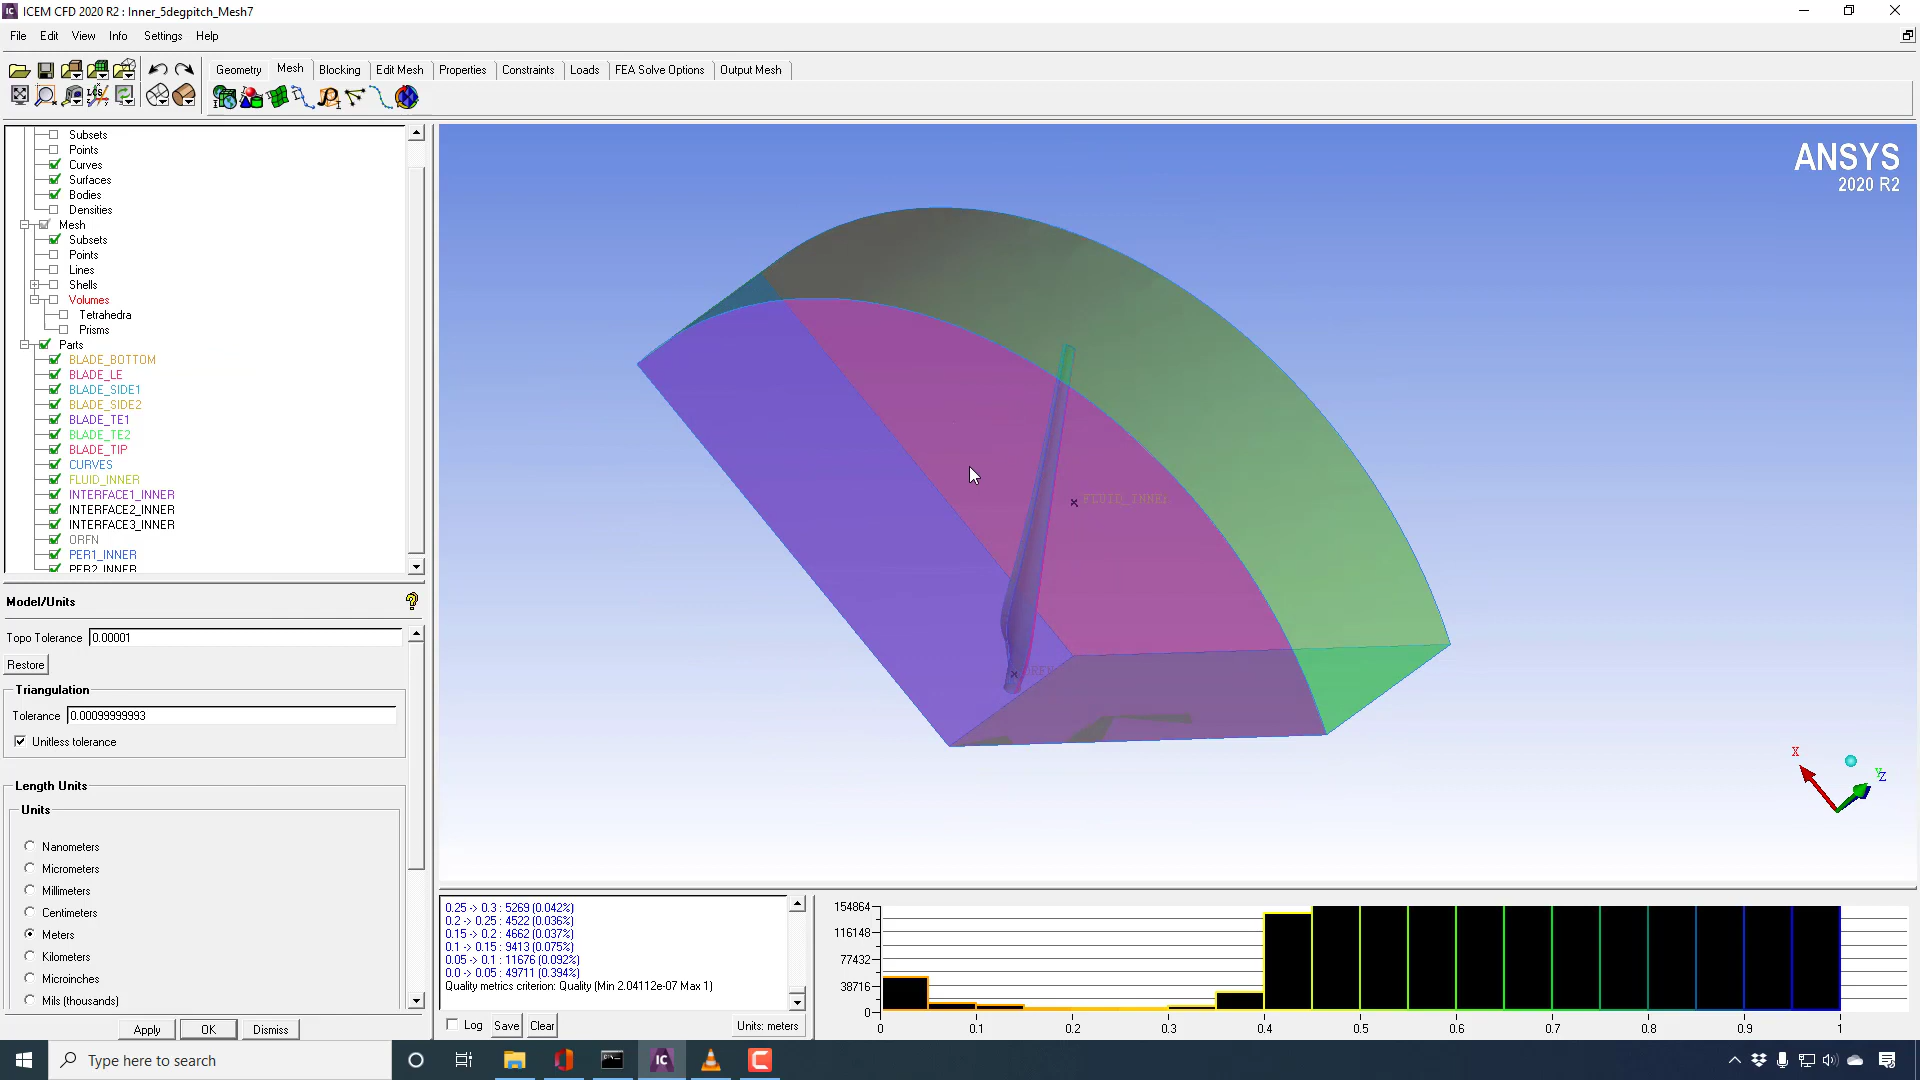 ICEM CFD 2020 R2 : Inner_5degpitch_Mesh7
File Edit View Info Settings Help
Geometry Mesh Blocking Edit Mesh Properties Constraints Loads FEA Solve Options Output Mesh
Subsets
Points
Curves
Surfaces
Bodies
Densities
Mesh
Subsets
Points
Lines
Shells
Volumes
Tetrahedra
Prisms
Parts
BLADE_BOTTOM
BLADE_LE
BLADE_SIDE1
BLADE_SIDE2
BLADE_TE1
BLADE_TE2
BLADE_TIP
CURVES
FLUID_INNER
INTERFACE1_INNER
INTERFACE2_INNER
INTERFACE3_INNER
ORFN
PER1_INNER
PER2_INNER
Model/Units
Topo Tolerance 0.00001
Restore
Triangulation
Tolerance 0.00099999993
Unitless tolerance
Length Units
Units
Nanometers
Micrometers
Millimeters
Centimeters
Meters
Kilometers
Microinches
Mils (thousands)
Apply OK Dismiss
ANSYS
2020 R2
FLUID_INNER
ORFN
X
Y
Z
0.25 -> 0.3 : 5269 (0.042%)
0.2 -> 0.25 : 4522 (0.036%)
0.15 -> 0.2 : 4662 (0.037%)
0.1 -> 0.15 : 9413 (0.075%)
0.05 -> 0.1 : 11676 (0.092%)
0.0 -> 0.05 : 49711 (0.394%)
Quality metrics criterion: Quality (Min 2.04112e-07 Max 1)
Log Save Clear Units: meters
154864
116148
77432
38716
0
0 0.1 0.2 0.3 0.4 0.5 0.6 0.7 0.8 0.9 1
Type here to search
IC